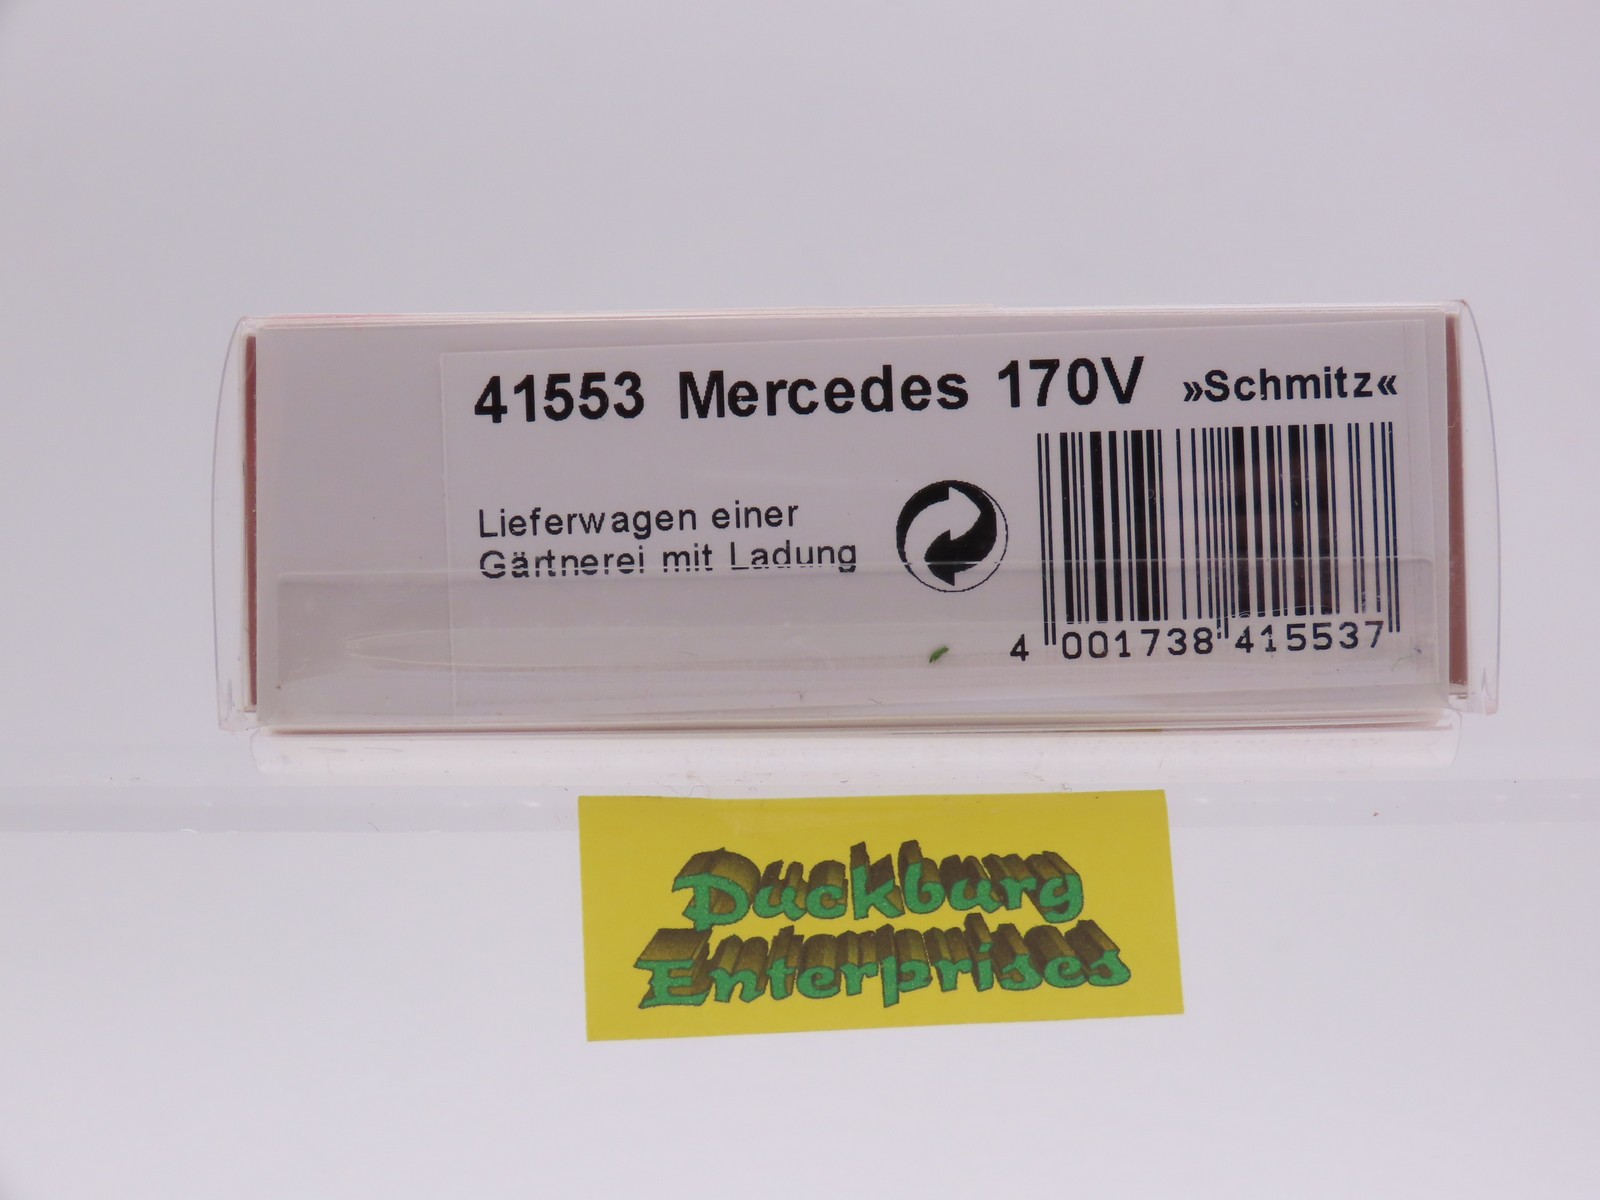 41553 Mercedes 170V »Schmitz«
Lieferwagen einer
Gärtnerei mit Ladung
4 001738 415537
Duckburg
Enterprises